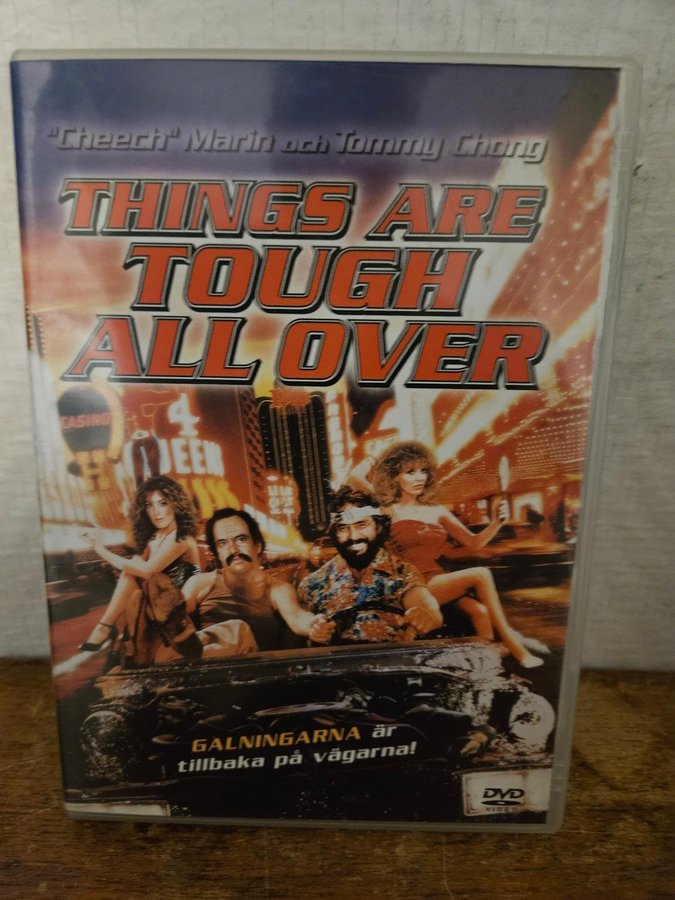 "Cheech" Marin och Tommy Chong
THINGS ARE
TOUGH
ALL OVER
CASINO
4
H
GALNINGARNA är
tillbaka på vägarna!
DVD
VIDEO